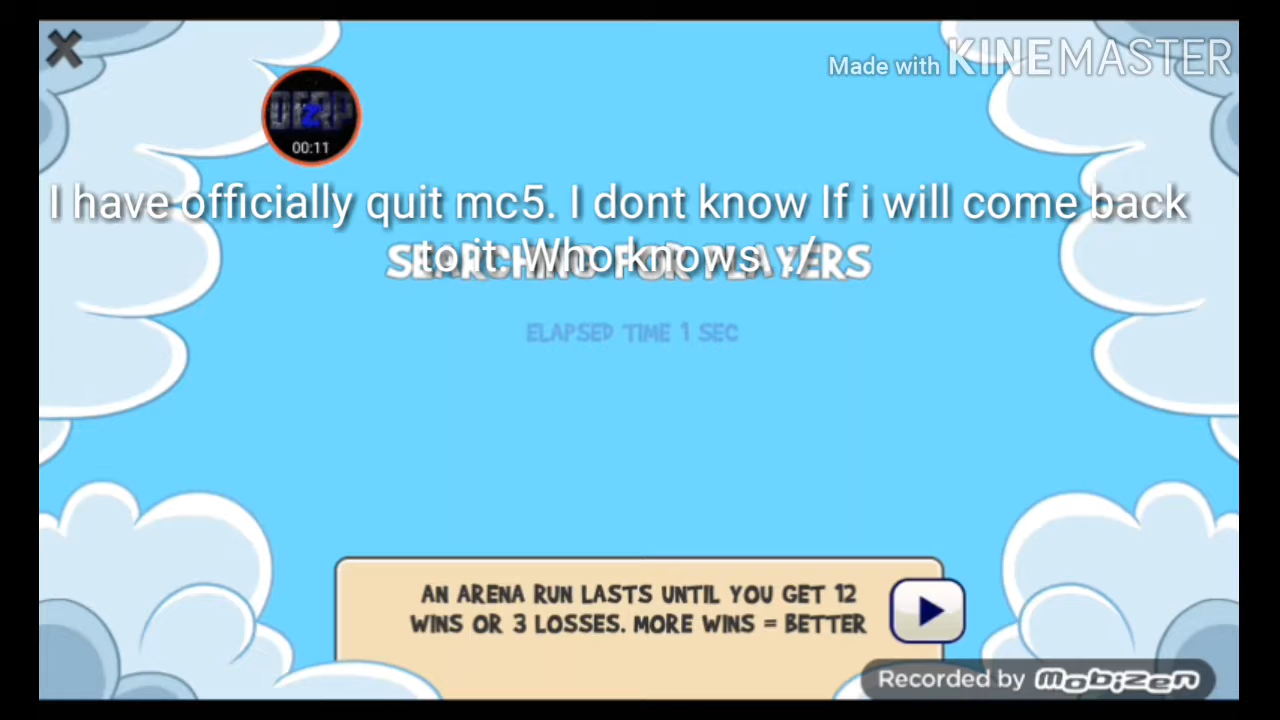 Made with KINEMASTER
DERP
Z
00:11
I have officially quit mc5. I dont know If i will come back
to it. Who knows :/
SEARCHING FOR PLAYERS
ELAPSED TIME 1 SEC
AN ARENA RUN LASTS UNTIL YOU GET 12
WINS OR 3 LOSSES. MORE WINS = BETTER
Recorded by mobizen